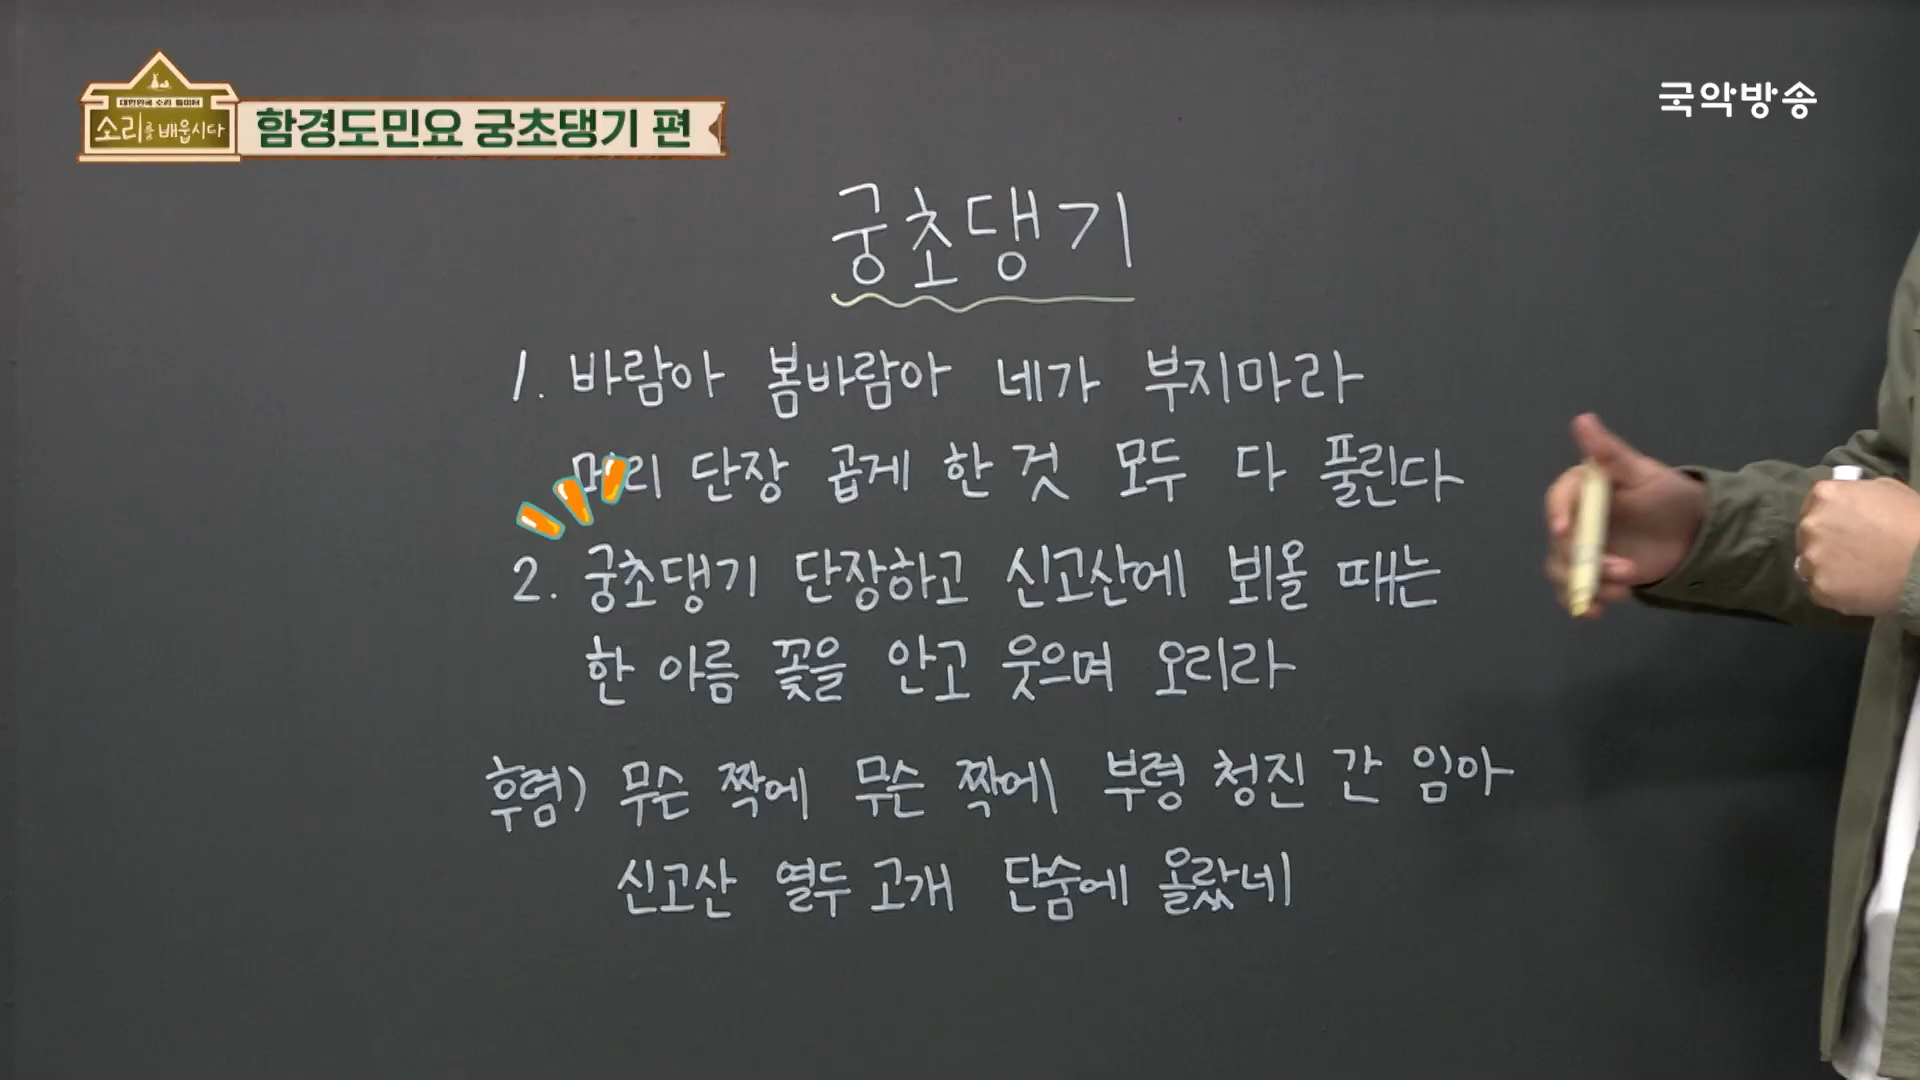 대한민국 소리 놀이터
소리를 배웁시다
함경도민요 궁초댕기 편
국악방송
궁초댕기
1. 바람아 봄바람아 네가 부지마라
머리 단장 곱게 한 것 모두 다 풀린다
2. 궁초댕기 단장하고 신고산에 뵈올 때는
한 아름 꽃을 안고 웃으며 오리라
후렴) 무슨 짝에 무슨 짝에 부령 청진 간 임아
신고산 열두 고개 단숨에 올랐네